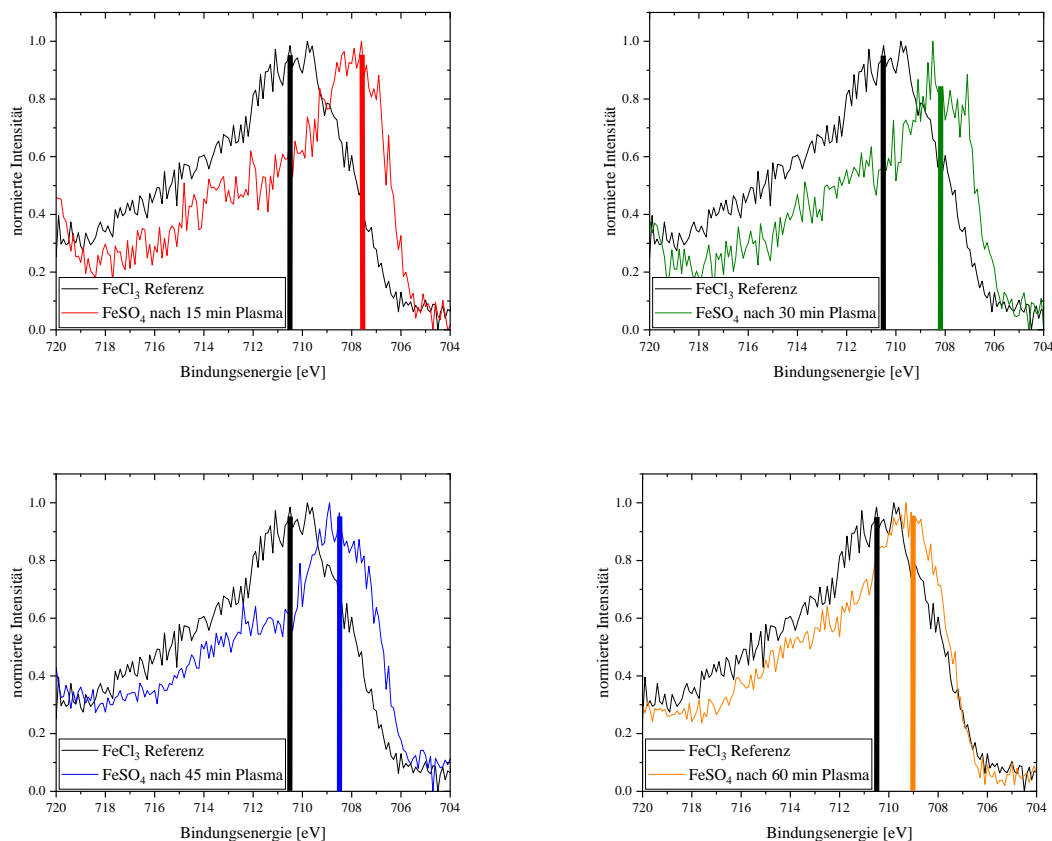 1.0
0.8
0.6
0.4
0.2
0.0
normierte Intensität
FeCl₃ Referenz
FeSO₄ nach 15 min Plasma
720 718 716 714 712 710 708 706 704
Bindungsenergie [eV]
1.0
0.8
0.6
0.4
0.2
0.0
normierte Intensität
FeCl₃ Referenz
FeSO₄ nach 30 min Plasma
720 718 716 714 712 710 708 706 704
Bindungsenergie [eV]
1.0
0.8
0.6
0.4
0.2
0.0
normierte Intensität
FeCl₃ Referenz
FeSO₄ nach 45 min Plasma
720 718 716 714 712 710 708 706 704
Bindungsenergie [eV]
1.0
0.8
0.6
0.4
0.2
0.0
normierte Intensität
FeCl₃ Referenz
FeSO₄ nach 60 min Plasma
720 718 716 714 712 710 708 706 704
Bindungsenergie [eV]